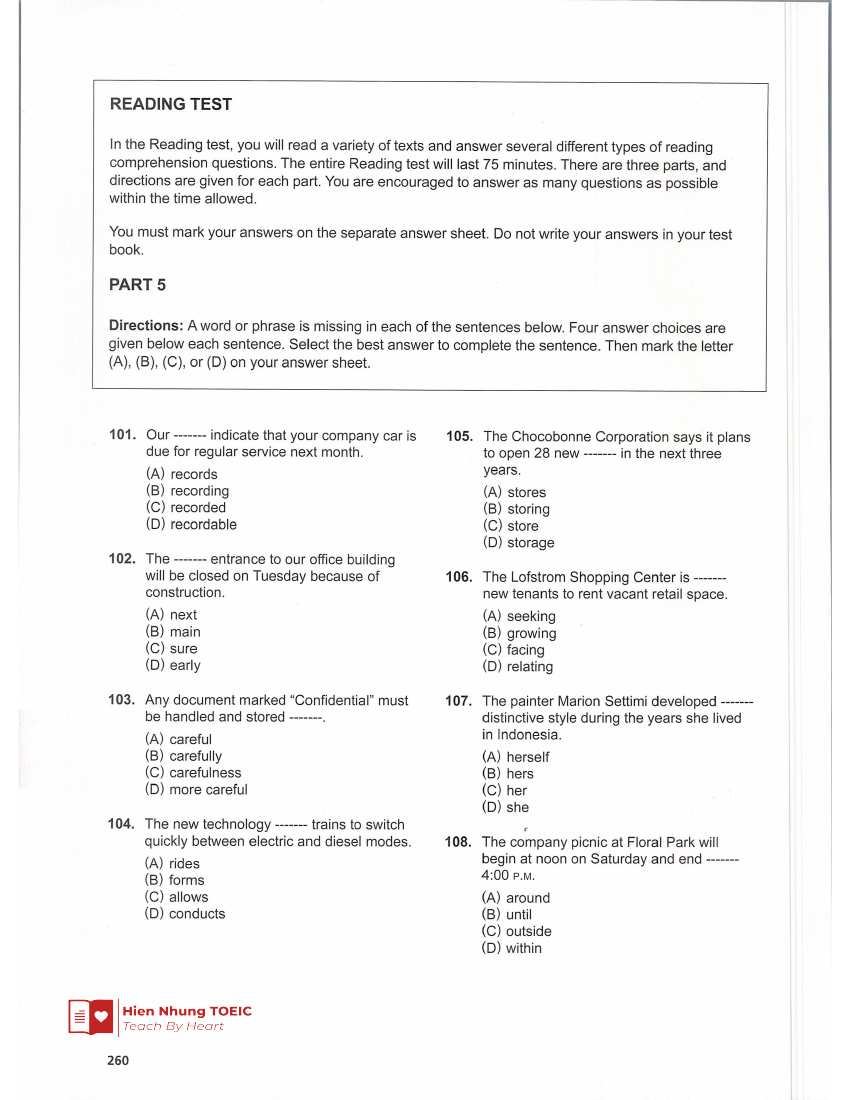 READING TEST
In the Reading test, you will read a variety of texts and answer several different types of reading
comprehension questions. The entire Reading test will last 75 minutes. There are three parts, and
directions are given for each part. You are encouraged to answer as many questions as possible
within the time allowed.
You must mark your answers on the separate answer sheet. Do not write your answers in your test
book.
PART 5
Directions: A word or phrase is missing in each of the sentences below. Four answer choices are
given below each sentence. Select the best answer to complete the sentence. Then mark the letter
(A), (B), (C), or (D) on your answer sheet.
101. Our ------- indicate that your company car is
due for regular service next month.
(A) records
(B) recording
(C) recorded
(D) recordable
102. The ------- entrance to our office building
will be closed on Tuesday because of
construction.
(A) next
(B) main
(C) sure
(D) early
103. Any document marked “Confidential” must
be handled and stored -------.
(A) careful
(B) carefully
(C) carefulness
(D) more careful
104. The new technology ------- trains to switch
quickly between electric and diesel modes.
(A) rides
(B) forms
(C) allows
(D) conducts
105. The Chocobonne Corporation says it plans
to open 28 new ------- in the next three
years.
(A) stores
(B) storing
(C) store
(D) storage
106. The Lofstrom Shopping Center is -------
new tenants to rent vacant retail space.
(A) seeking
(B) growing
(C) facing
(D) relating
107. The painter Marion Settimi developed -------
distinctive style during the years she lived
in Indonesia.
(A) herself
(B) hers
(C) her
(D) she
108. The company picnic at Floral Park will
begin at noon on Saturday and end -------
4:00 P.M.
(A) around
(B) until
(C) outside
(D) within
Hien Nhung TOEIC
Teach By Heart
260